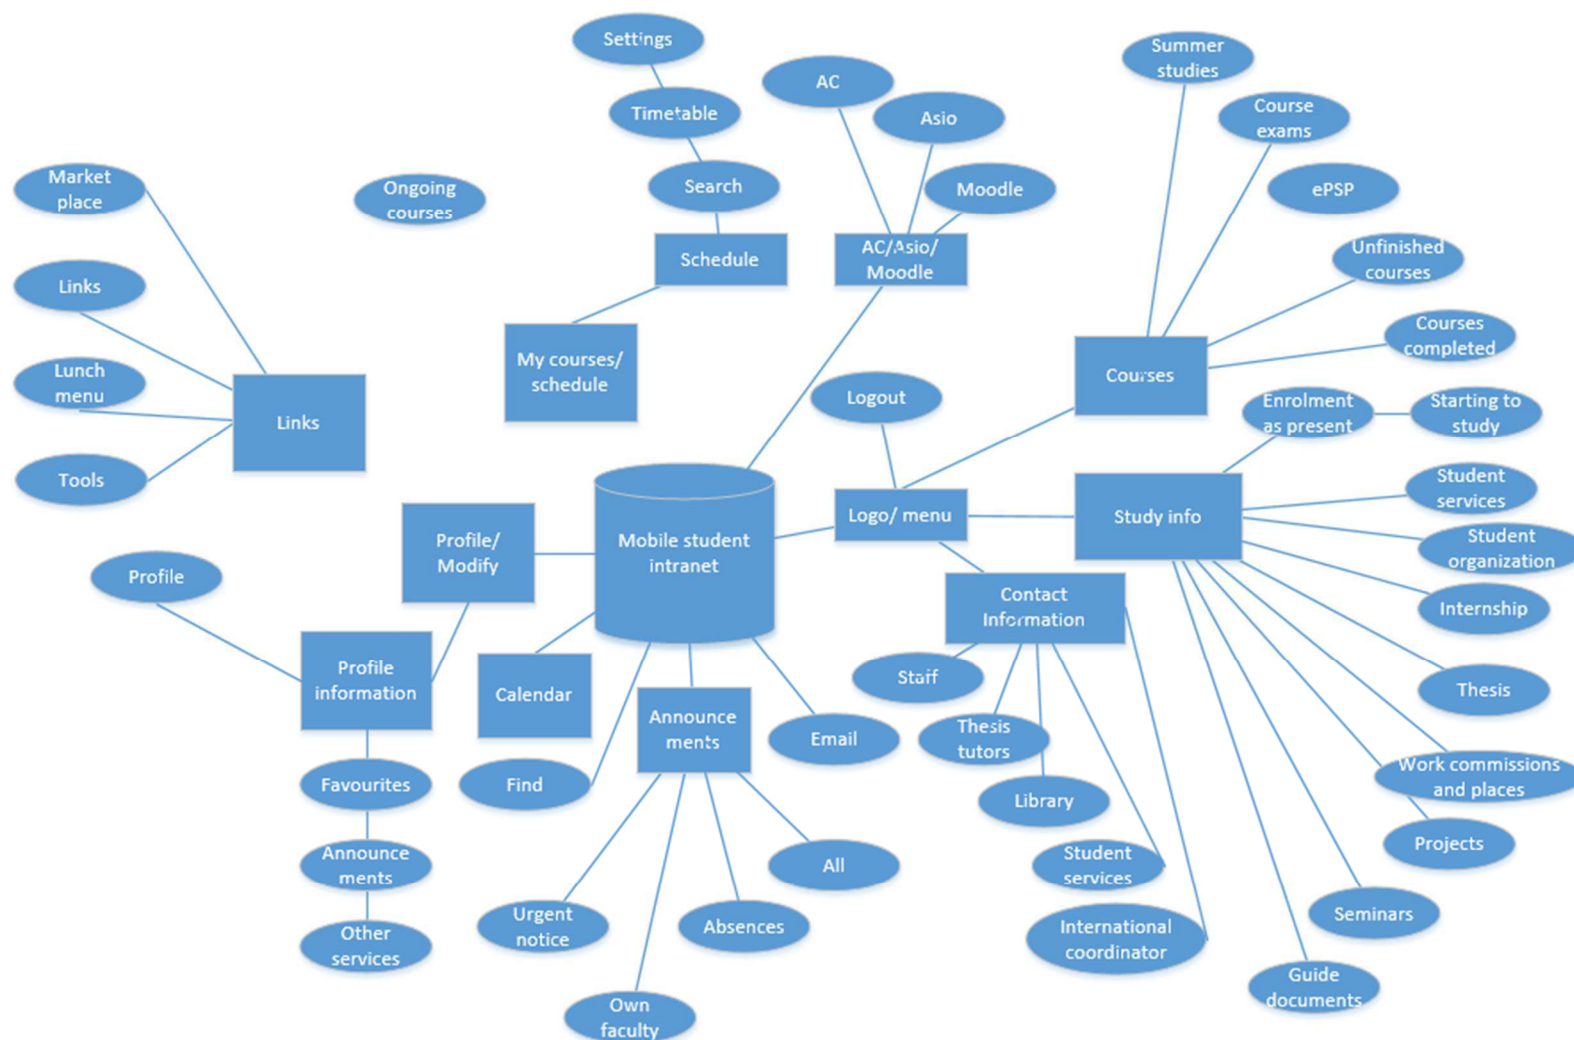 Settings
Summer
studies
AC
Timetable
Asio
Course
exams
Market
place
Ongoing
courses
Search
Moodle
ePSP
Schedule
AC/Asio/
Moodle
Unfinished
courses
Links
Courses
completed
My courses/
schedule
Courses
Lunch
menu
Links
Logout
Enrolment
as present
Starting to
study
Tools
Student
services
Mobile student
intranet
Logo/ menu
Study info
Profile/
Modify
Student
organization
Profile
Contact
Information
Internship
Profile
information
Calendar
Staff
Thesis
Announce
ments
Email
Thesis
tutors
Favourites
Find
Library
Work commissions
and places
Projects
Announce
ments
All
Student
services
Urgent
notice
Absences
Seminars
Other
services
International
coordinator
Guide
documents
Own
faculty